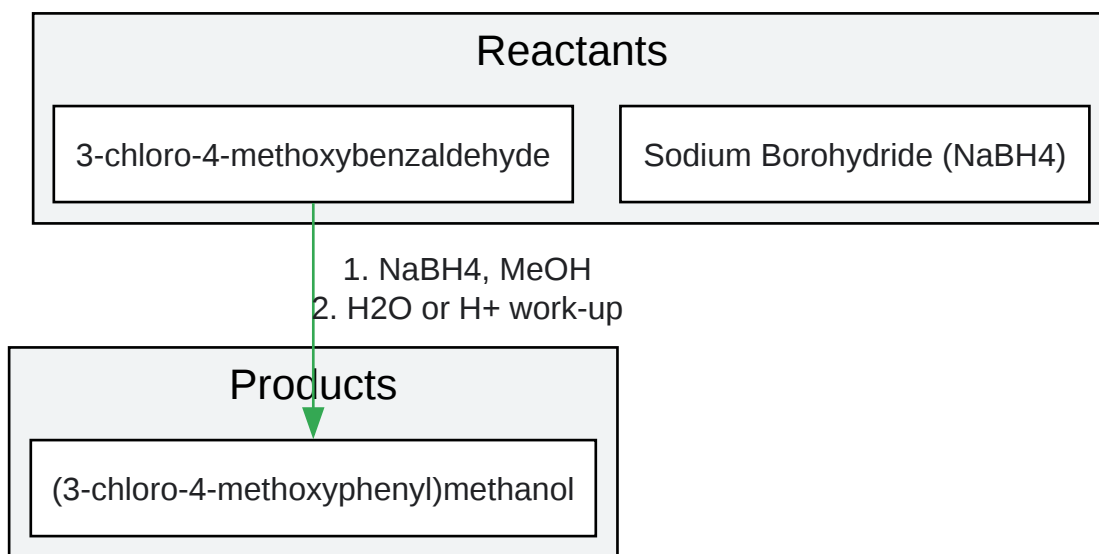 Reactants
3-chloro-4-methoxybenzaldehyde
Sodium Borohydride (NaBH4)
1. NaBH4, MeOH
2. H2O or H+ work-up
Products
(3-chloro-4-methoxyphenyl)methanol